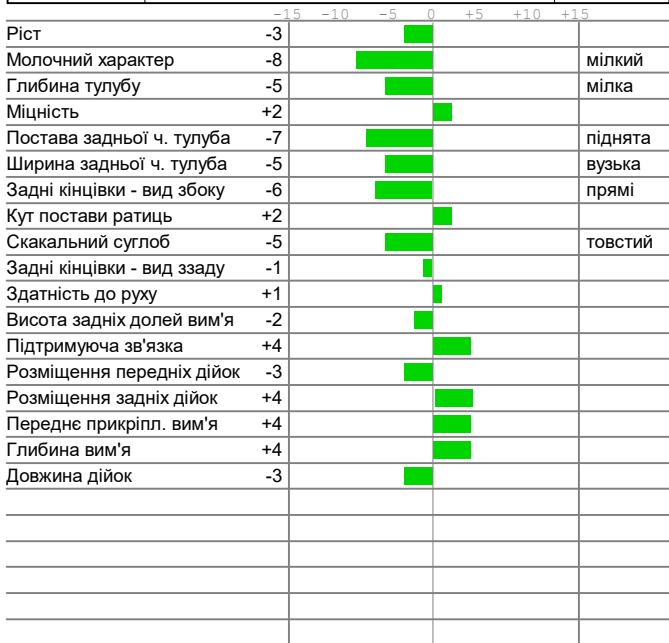 -15 -10 -5 0 +5 +10 +15
Ріст -3
Молочний характер -8 мілкий
Глибина тулубу -5 мілка
Міцність +2
Постава задньої ч. тулуба -7 піднята
Ширина задньої ч. тулуба -5 вузька
Задні кінцівки - вид збоку -6 прямі
Кут постави ратиць +2
Скакальний суглоб -5 товстий
Задні кінцівки - вид ззаду -1
Здатність до руху +1
Висота задніх долей вим'я -2
Підтримуюча зв'язка +4
Розміщення передніх дійок -3
Розміщення задніх дійок +4
Переднє прикріпл. вим'я +4
Глибина вим'я +4
Довжина дійок -3